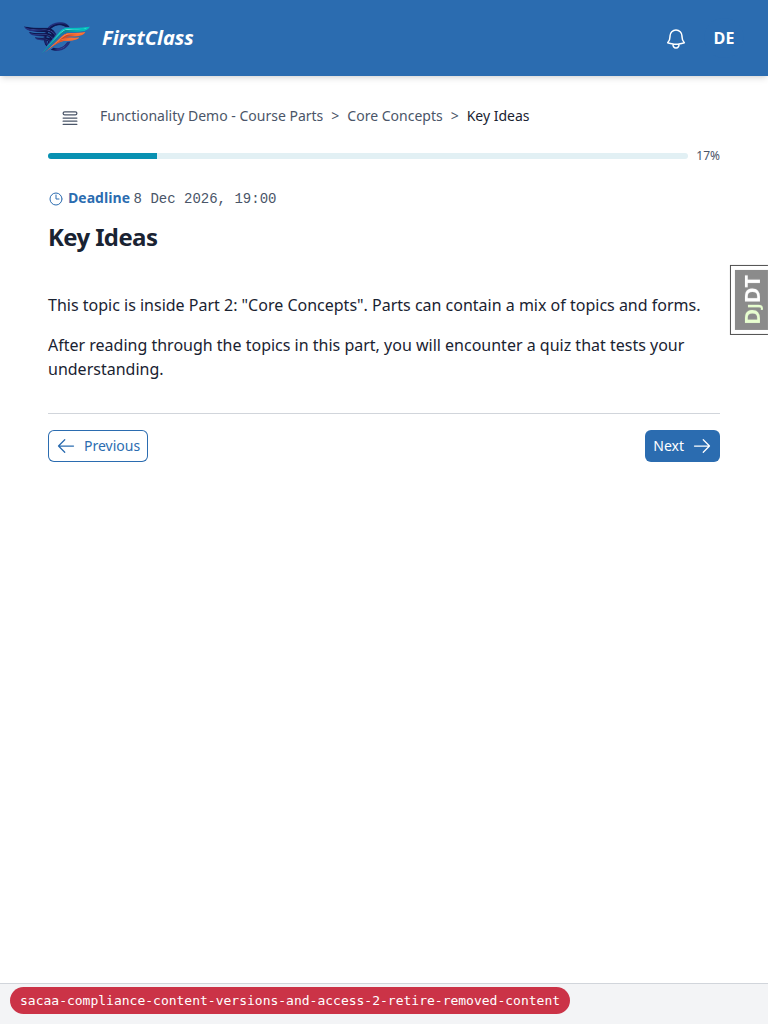 FirstClass
DE
Functionality Demo - Course Parts > Core Concepts > Key Ideas
17%
Deadline 8 Dec 2026, 19:00
Key Ideas
DjDT
This topic is inside Part 2: "Core Concepts". Parts can contain a mix of topics and forms.
After reading through the topics in this part, you will encounter a quiz that tests your
understanding.
Previous
Next
sacaa-compliance-content-versions-and-access-2-retire-removed-content